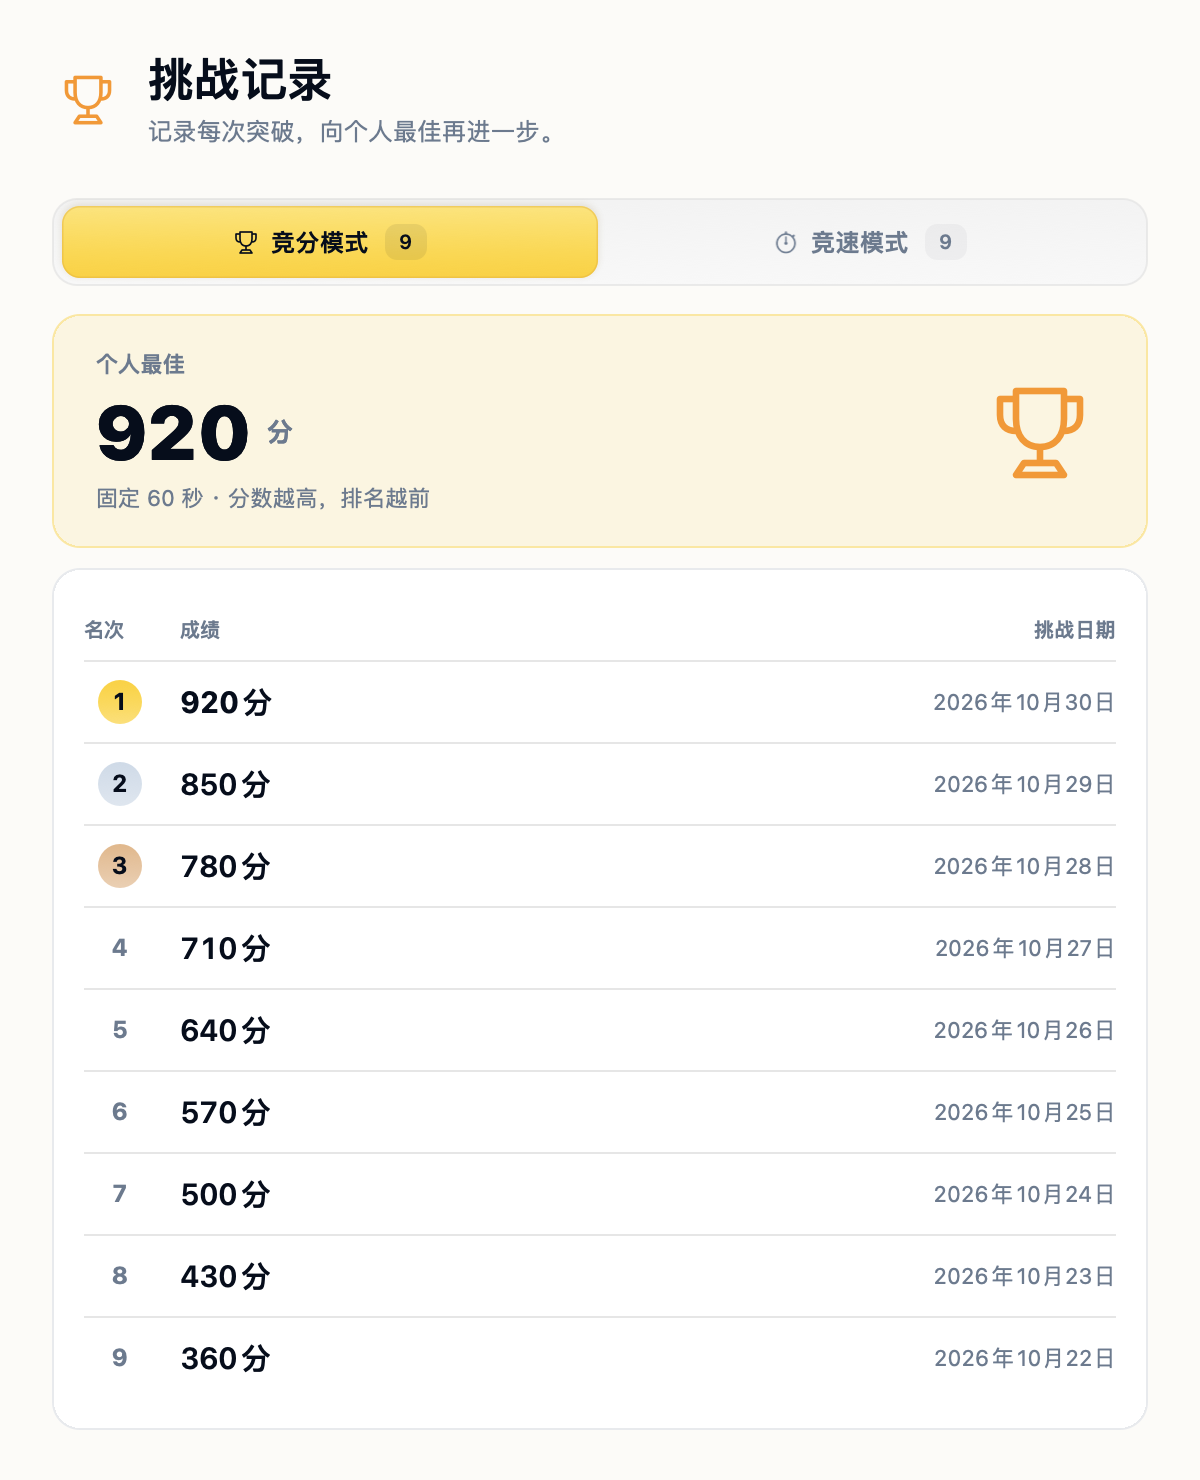 挑战记录
记录每次突破，向个人最佳再进一步。
竞分模式 9
竞速模式 9
个人最佳
920 分
固定 60 秒 · 分数越高，排名越前
名次 成绩 挑战日期
1 920分 2026年10月30日
2 850分 2026年10月29日
3 780分 2026年10月28日
4 710分 2026年10月27日
5 640分 2026年10月26日
6 570分 2026年10月25日
7 500分 2026年10月24日
8 430分 2026年10月23日
9 360分 2026年10月22日